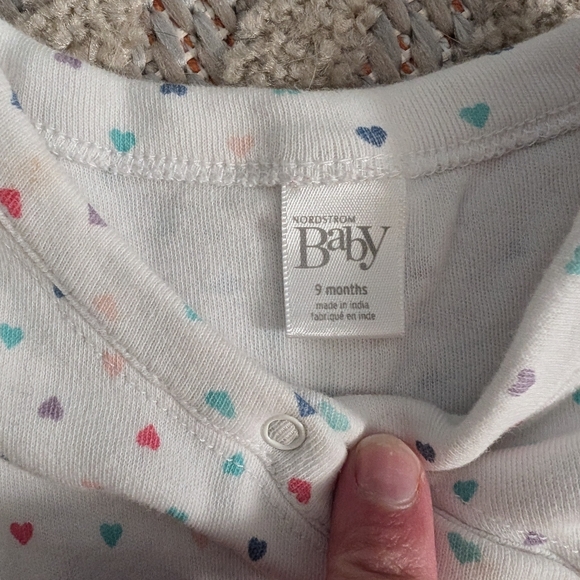 NORDSTROM
Baby
9 months
made in india
fabriqué en inde